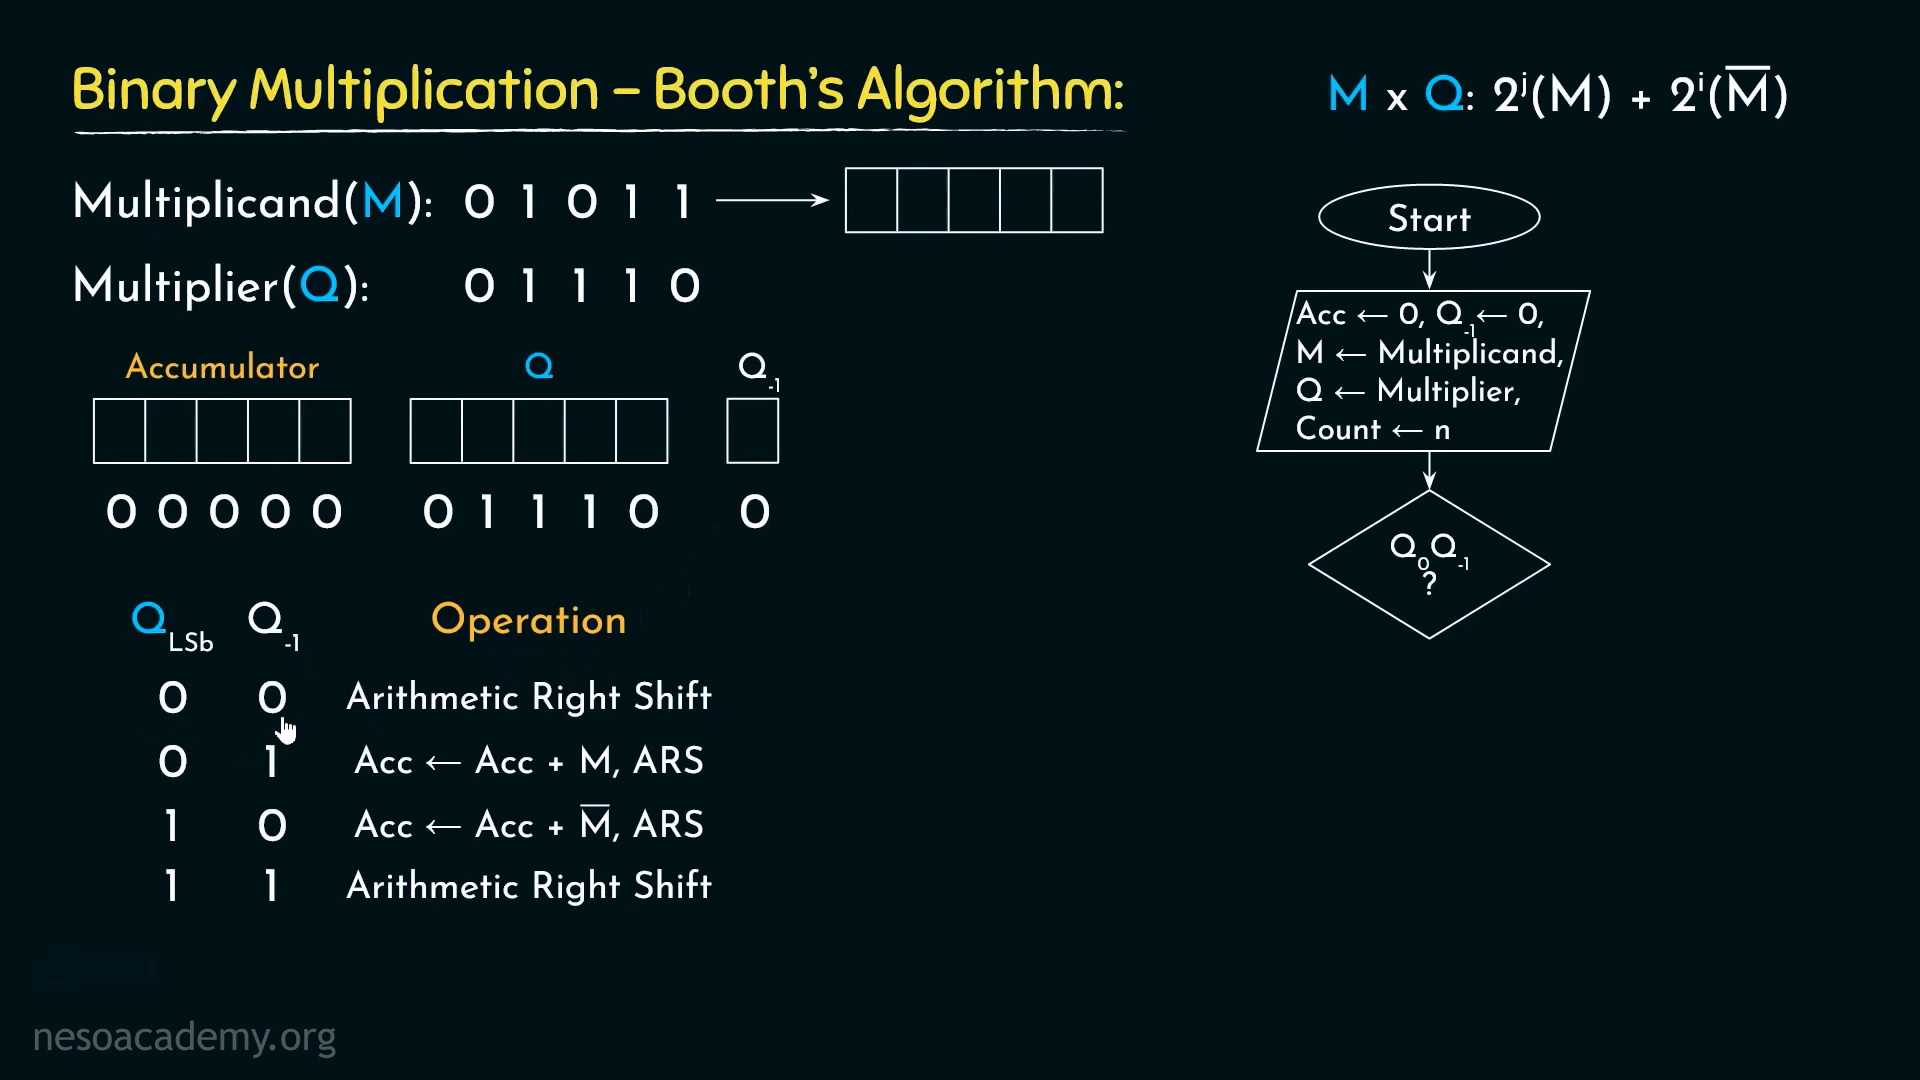 Binary Multiplication – Booth's Algorithm:
M x Q: 2ʲ(M) + 2ⁱ(M̅)
Multiplicand(M): 0 1 0 1 1
Multiplier(Q): 0 1 1 1 0
Accumulator Q Q₋₁
0 0 0 0 0 0 1 1 1 0 0
Q LSb Q₋₁ Operation
0 0 Arithmetic Right Shift
0 1 Acc ← Acc + M, ARS
1 0 Acc ← Acc + M̅, ARS
1 1 Arithmetic Right Shift
Start
Acc ← 0, Q₋₁ ← 0,
M ← Multiplicand,
Q ← Multiplier,
Count ← n
Q₀Q₋₁
?
nesoacademy.org